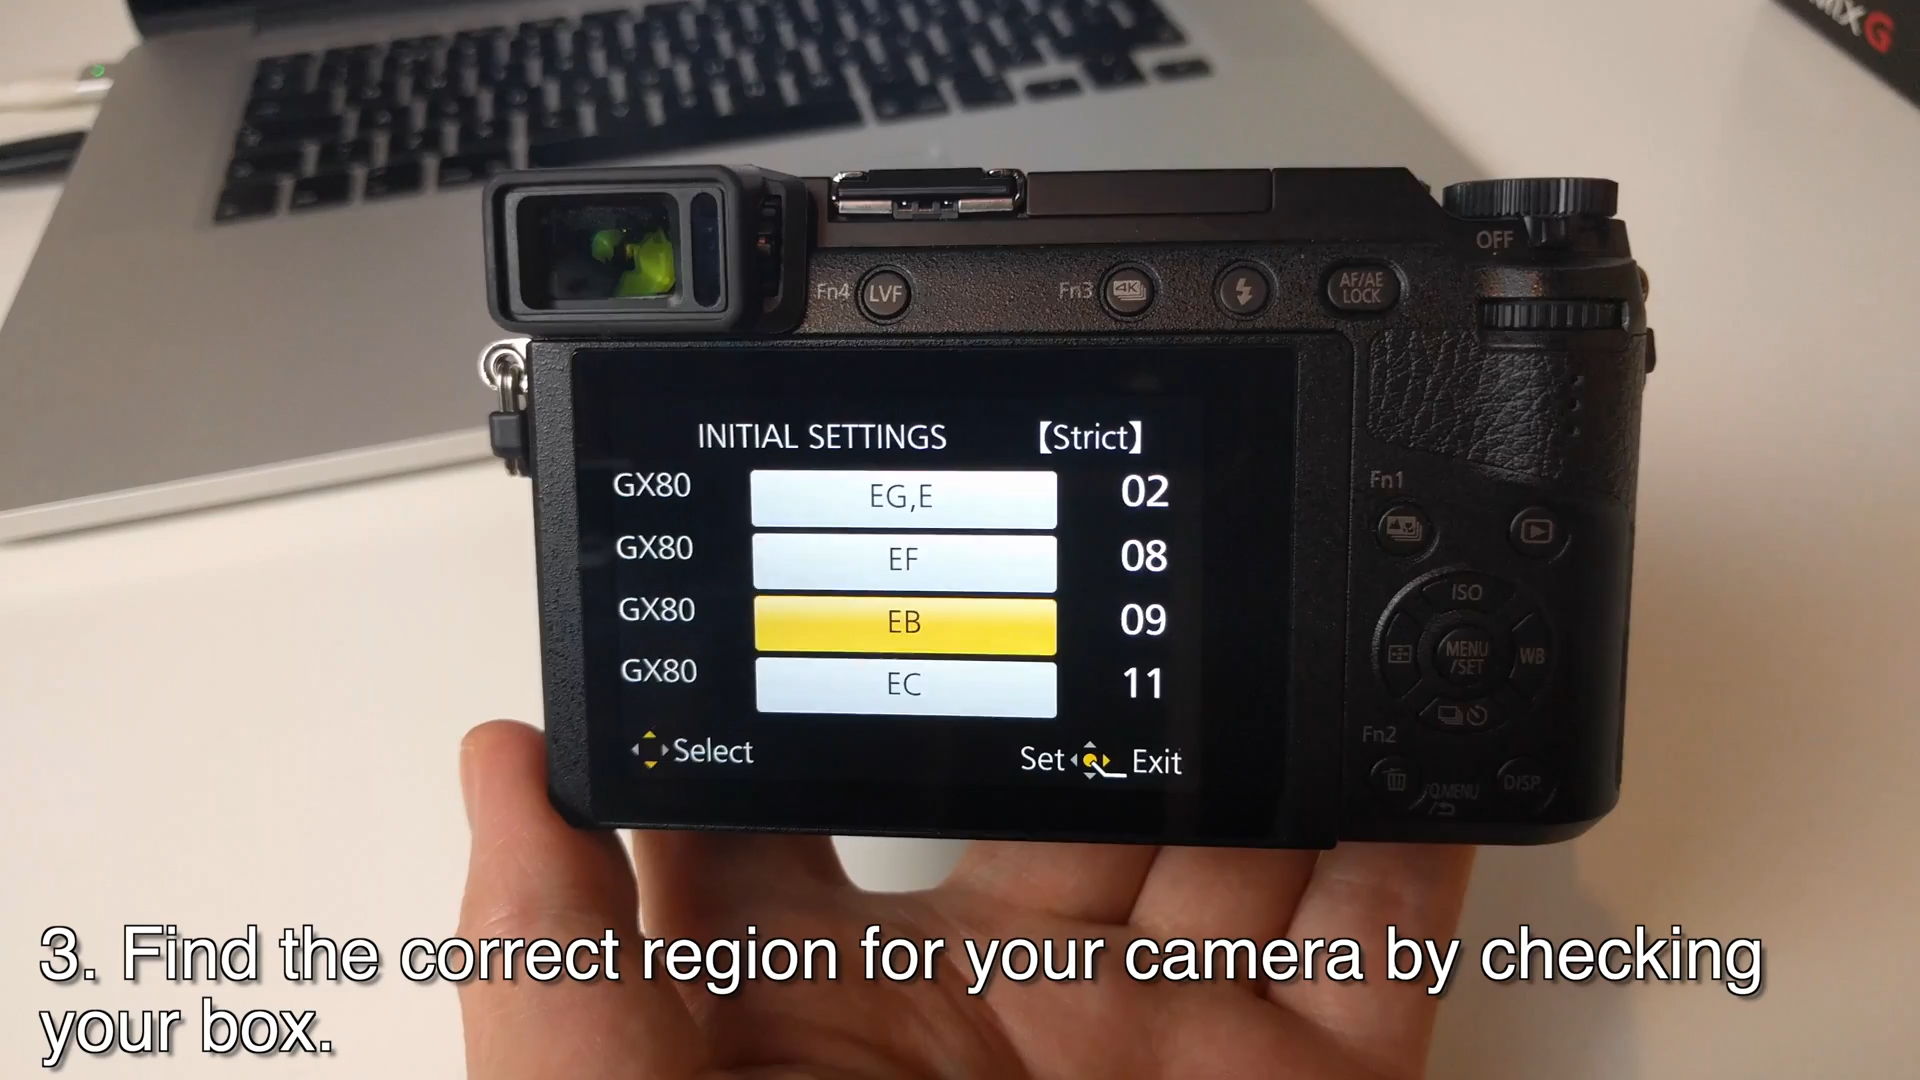 MX G
OFF
Fn4 LVF Fn3 4K AF/AE LOCK
INITIAL SETTINGS 【Strict】
GX80 EG,E 02
GX80 EF 08
GX80 EB 09
GX80 EC 11
Select Set Exit
Fn1
ISO
MENU /SET
WB
Fn2
Q.MENU
DISP.
3. Find the correct region for your camera by checking
your box.